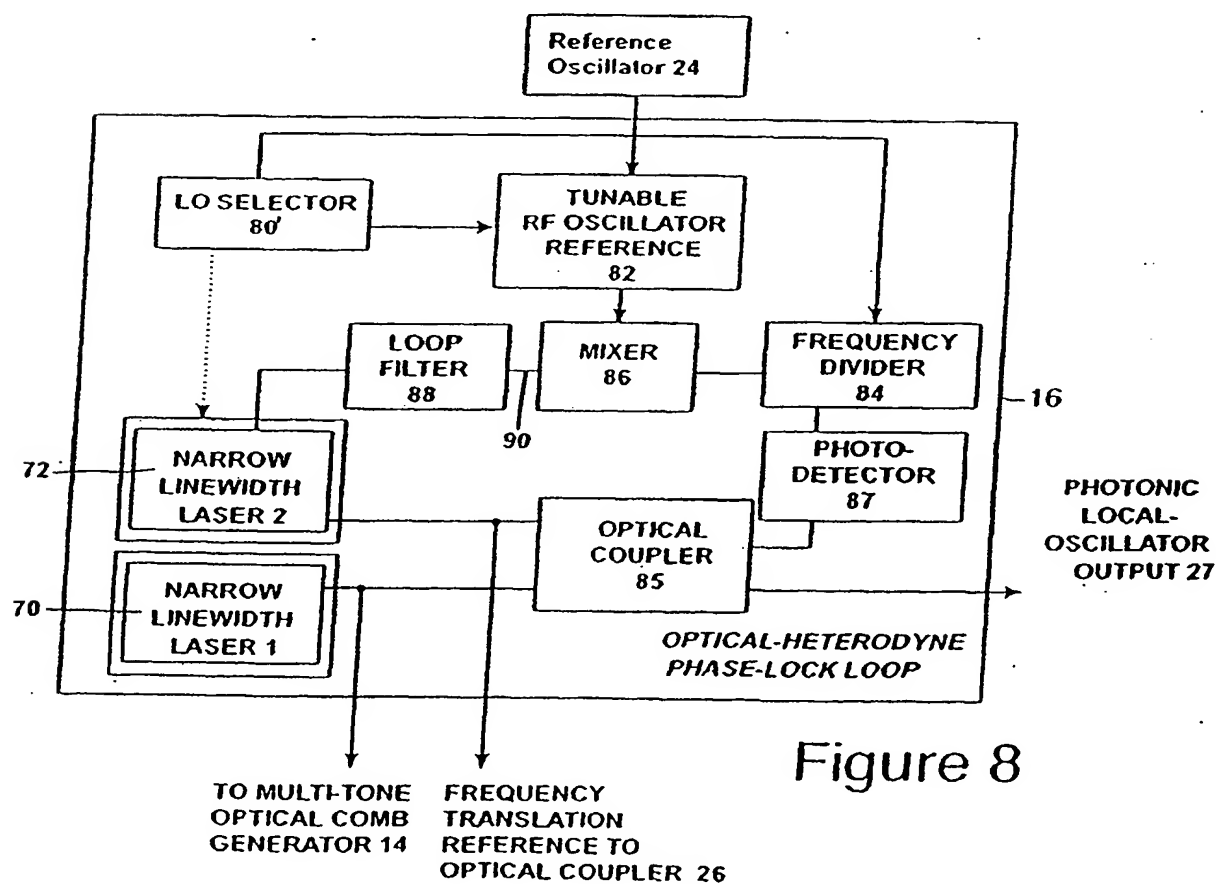 Reference
Oscillator 24
LO SELECTOR
80'
TUNABLE
RF OSCILLATOR
REFERENCE
82
LOOP
FILTER
88
MIXER
86
FREQUENCY
DIVIDER
84
16
90
72
NARROW
LINEWIDTH
LASER 2
PHOTO-
DETECTOR
87
OPTICAL
COUPLER
85
PHOTONIC
LOCAL-
OSCILLATOR
OUTPUT 27
70
NARROW
LINEWIDTH
LASER 1
OPTICAL-HETERODYNE
PHASE-LOCK LOOP
Figure 8
TO MULTI-TONE
OPTICAL COMB
GENERATOR 14
FREQUENCY
TRANSLATION
REFERENCE TO
OPTICAL COUPLER 26